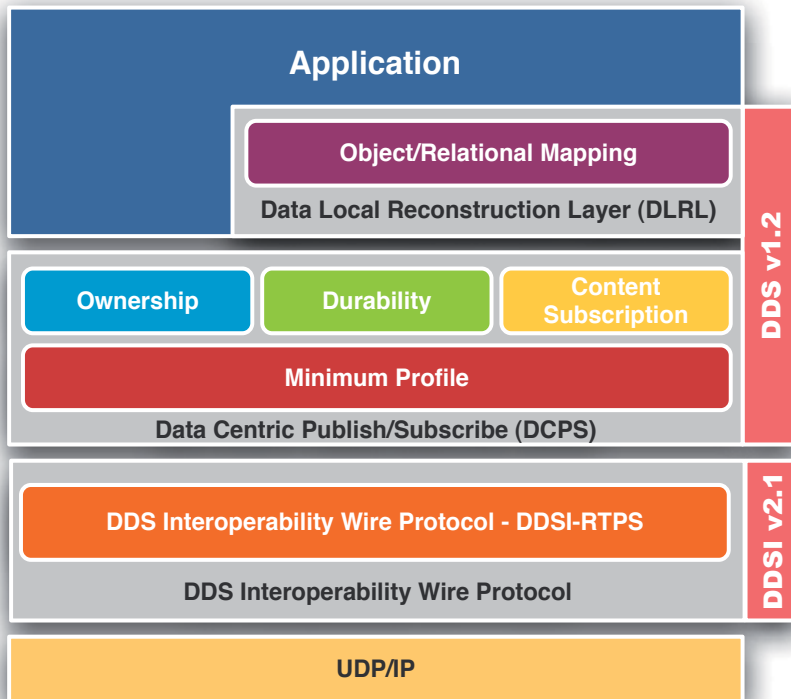 Application
Object/Relational Mapping
Data Local Reconstruction Layer (DLRL)
DDS v1.2
Ownership
Durability
Content
Subscription
Minimum Profile
Data Centric Publish/Subscribe (DCPS)
DDS Interoperability Wire Protocol - DDSI-RTPS
DDS Interoperability Wire Protocol
DDSI v2.1
UDP/IP